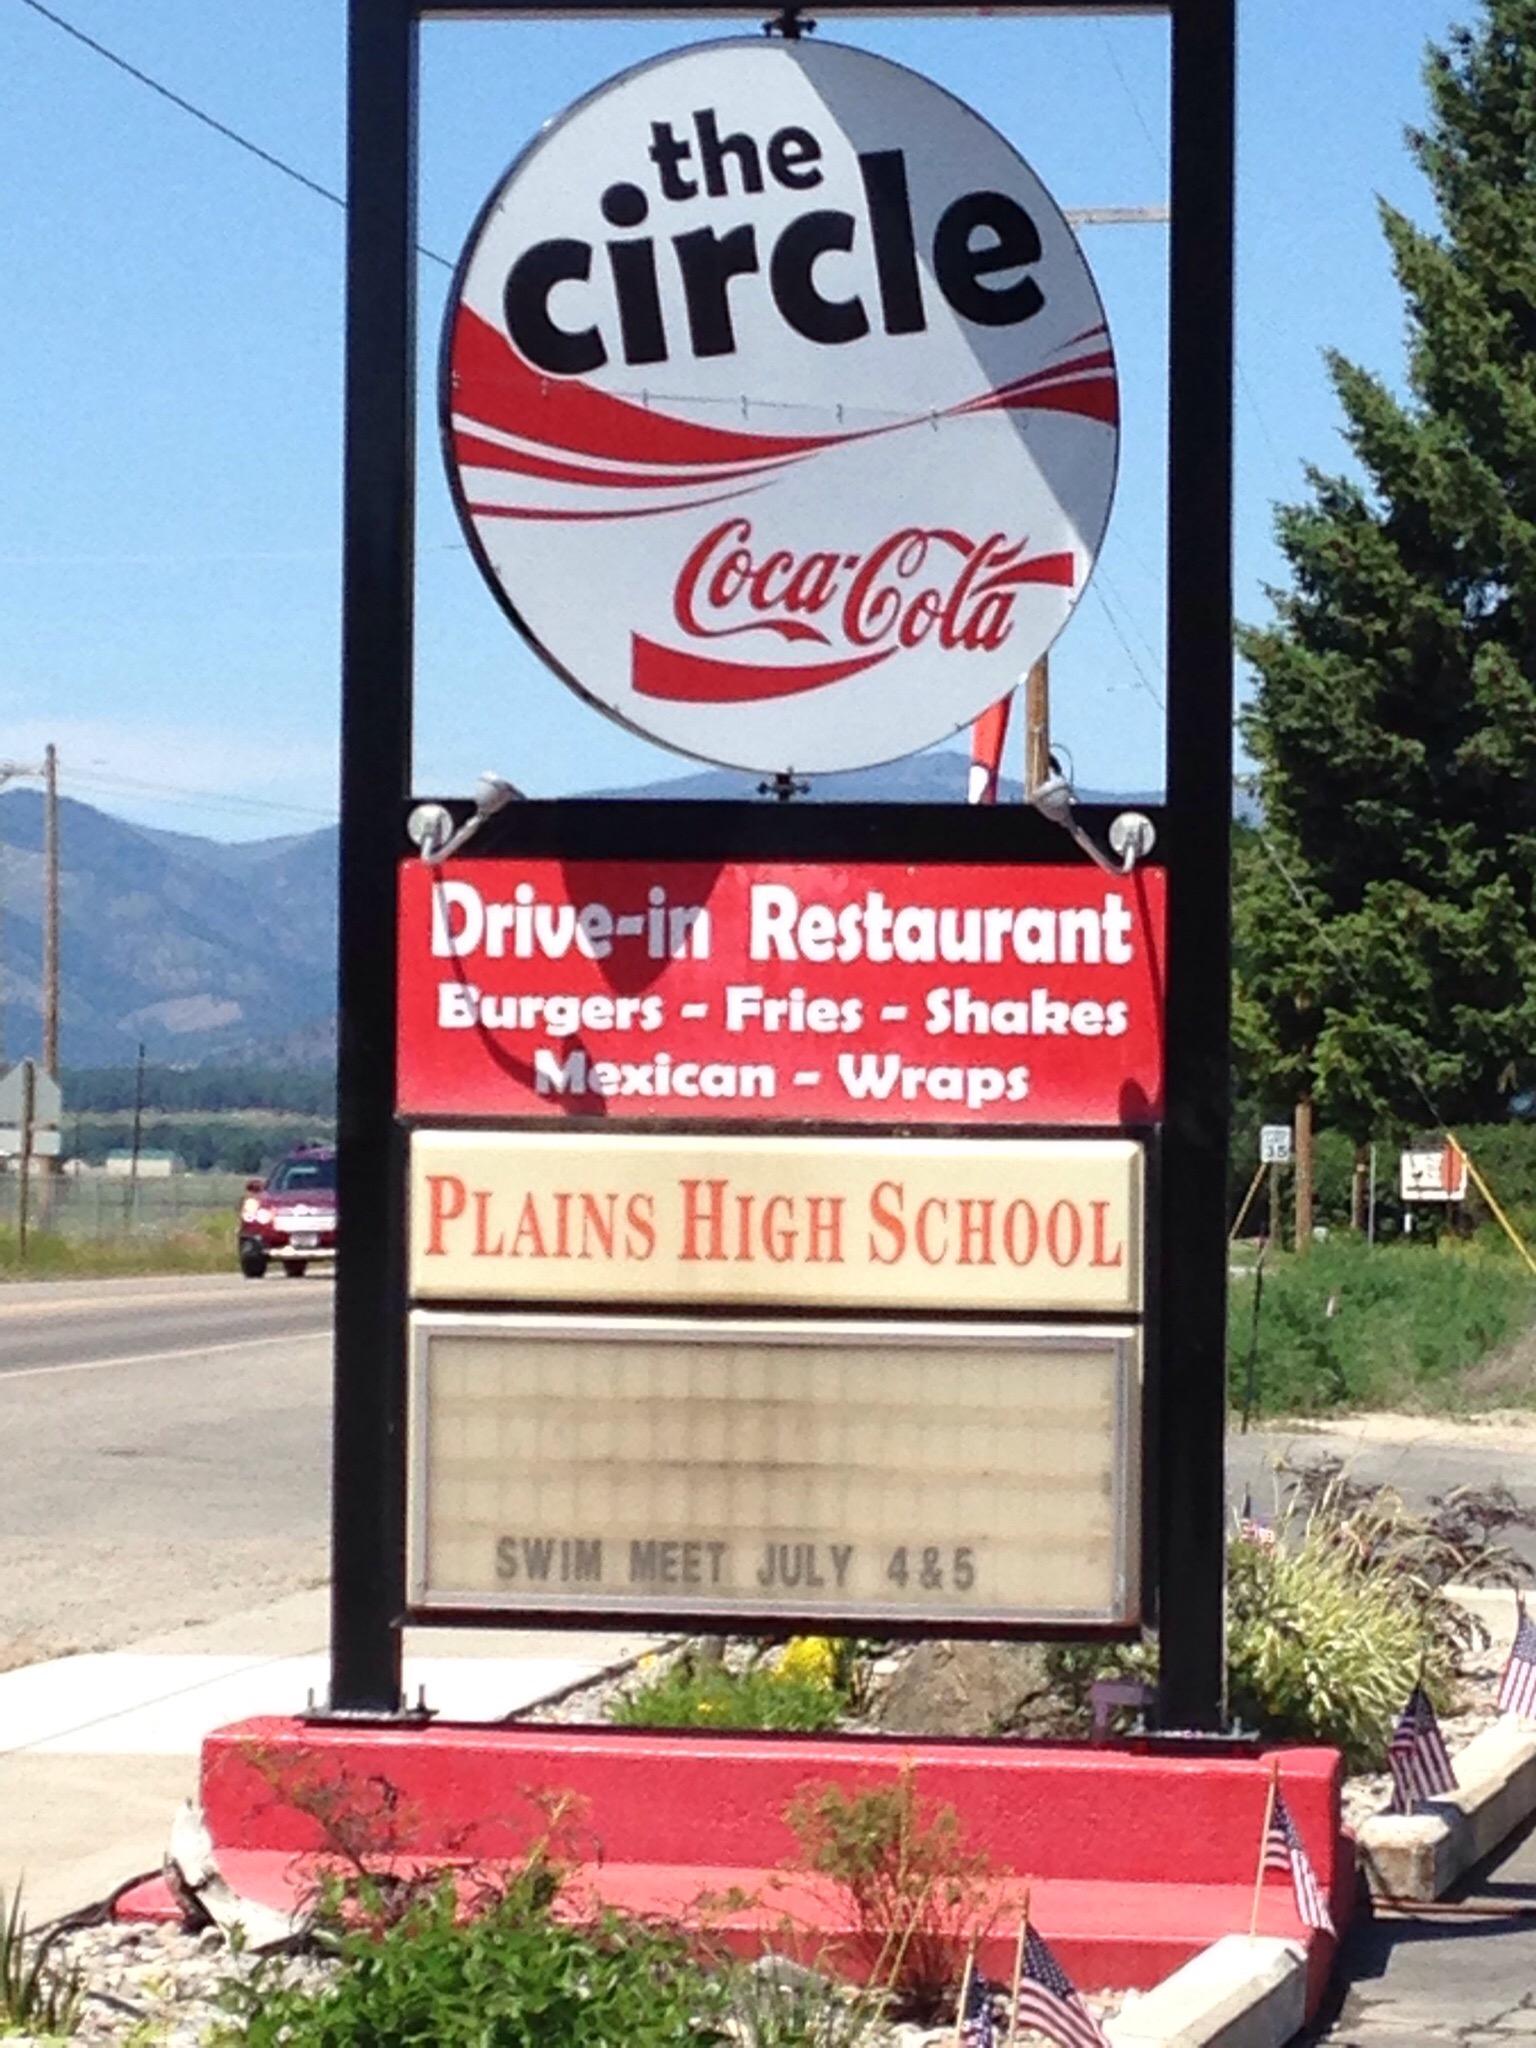 the
circle
Coca-Cola
Drive-in Restaurant
Burgers - Fries - Shakes
Mexican - Wraps
PLAINS HIGH SCHOOL
SWIM MEET JULY 4&5
35